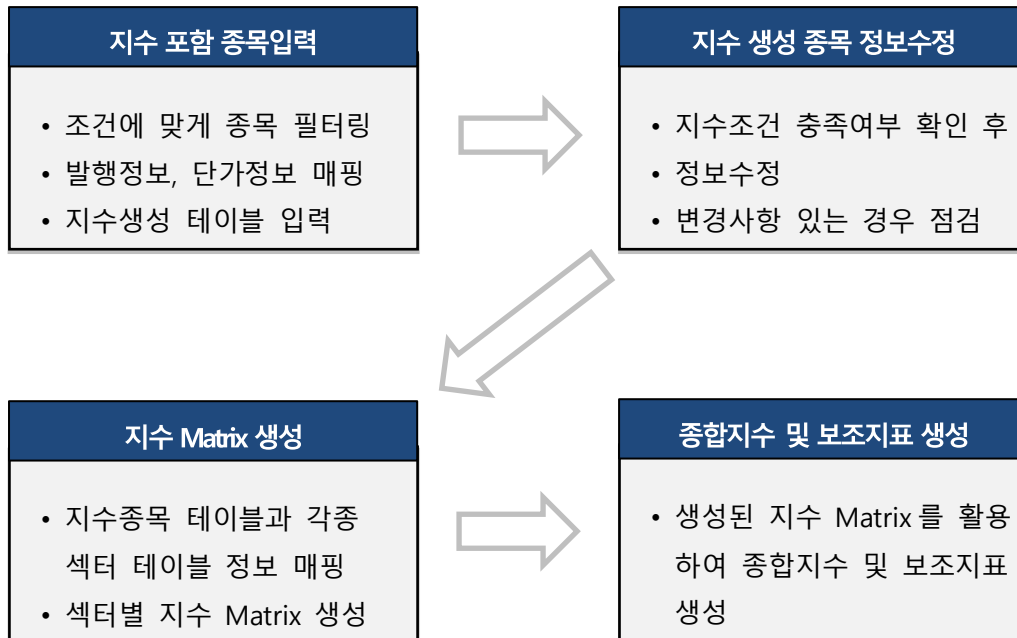 지수 포함 종목입력
• 조건에 맞게 종목 필터링
• 발행정보, 단가정보 매핑
• 지수생성 테이블 입력
지수 생성 종목 정보수정
• 지수조건 충족여부 확인 후
• 정보수정
• 변경사항 있는 경우 점검
지수 Matrix 생성
• 지수종목 테이블과 각종
섹터 테이블 정보 매핑
• 섹터별 지수 Matrix 생성
종합지수 및 보조지표 생성
• 생성된 지수 Matrix를 활용
하여 종합지수 및 보조지표
생성